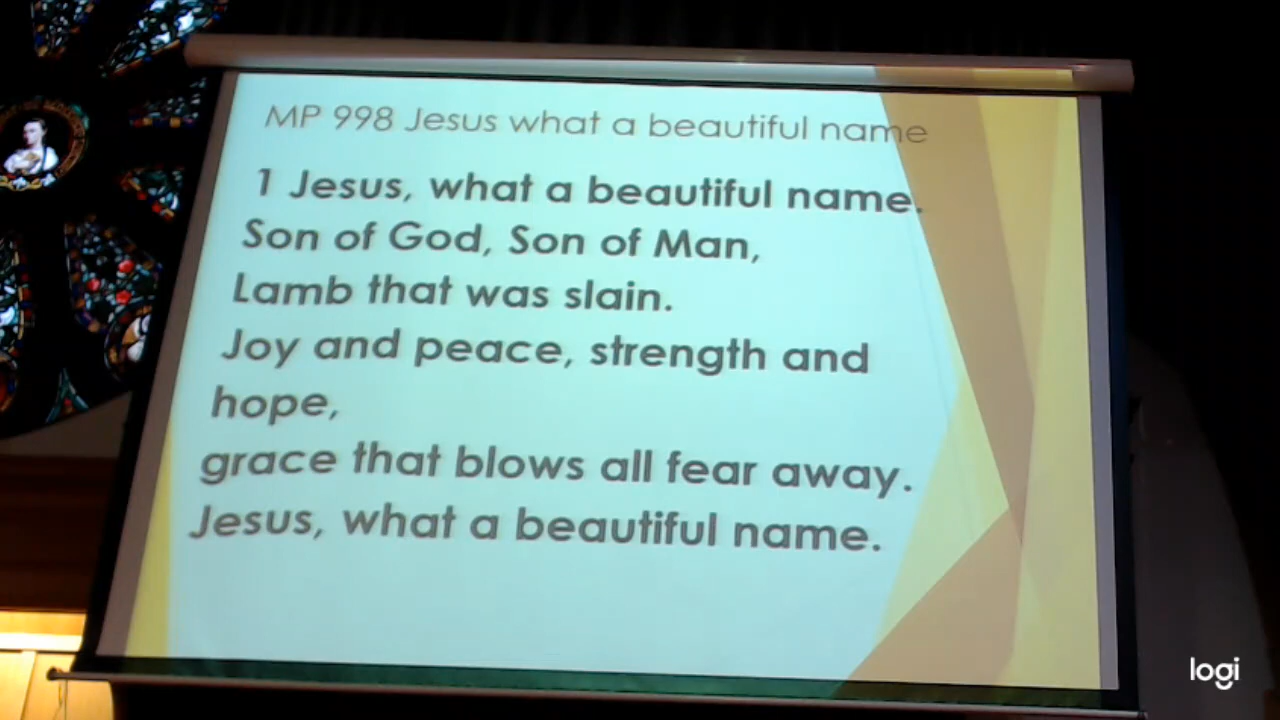 MP 998 Jesus what a beautiful name
1 Jesus, what a beautiful name.
Son of God, Son of Man,
Lamb that was slain.
Joy and peace, strength and
hope,
grace that blows all fear away.
Jesus, what a beautiful name.
logi